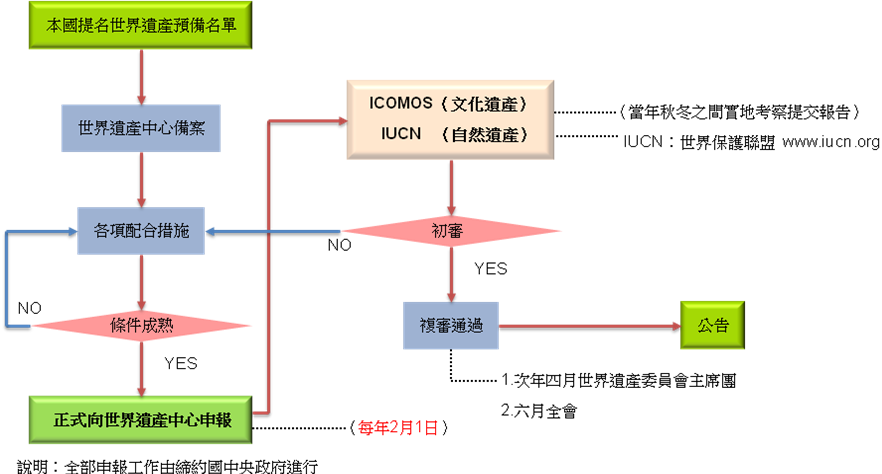 本國提名世界遺產預備名單
世界遺產中心備案
各項配合措施
NO
條件成熟
YES
正式向世界遺產中心申報
（每年2月1日）
ICOMOS（文化遺產）
IUCN （自然遺產）
（當年秋冬之間實地考察提交報告）
IUCN：世界保護聯盟 www.iucn.org
初審
NO
YES
複審通過
公告
1.次年四月世界遺產委員會主席團
2.六月全會
說明：全部申報工作由締約國中央政府進行